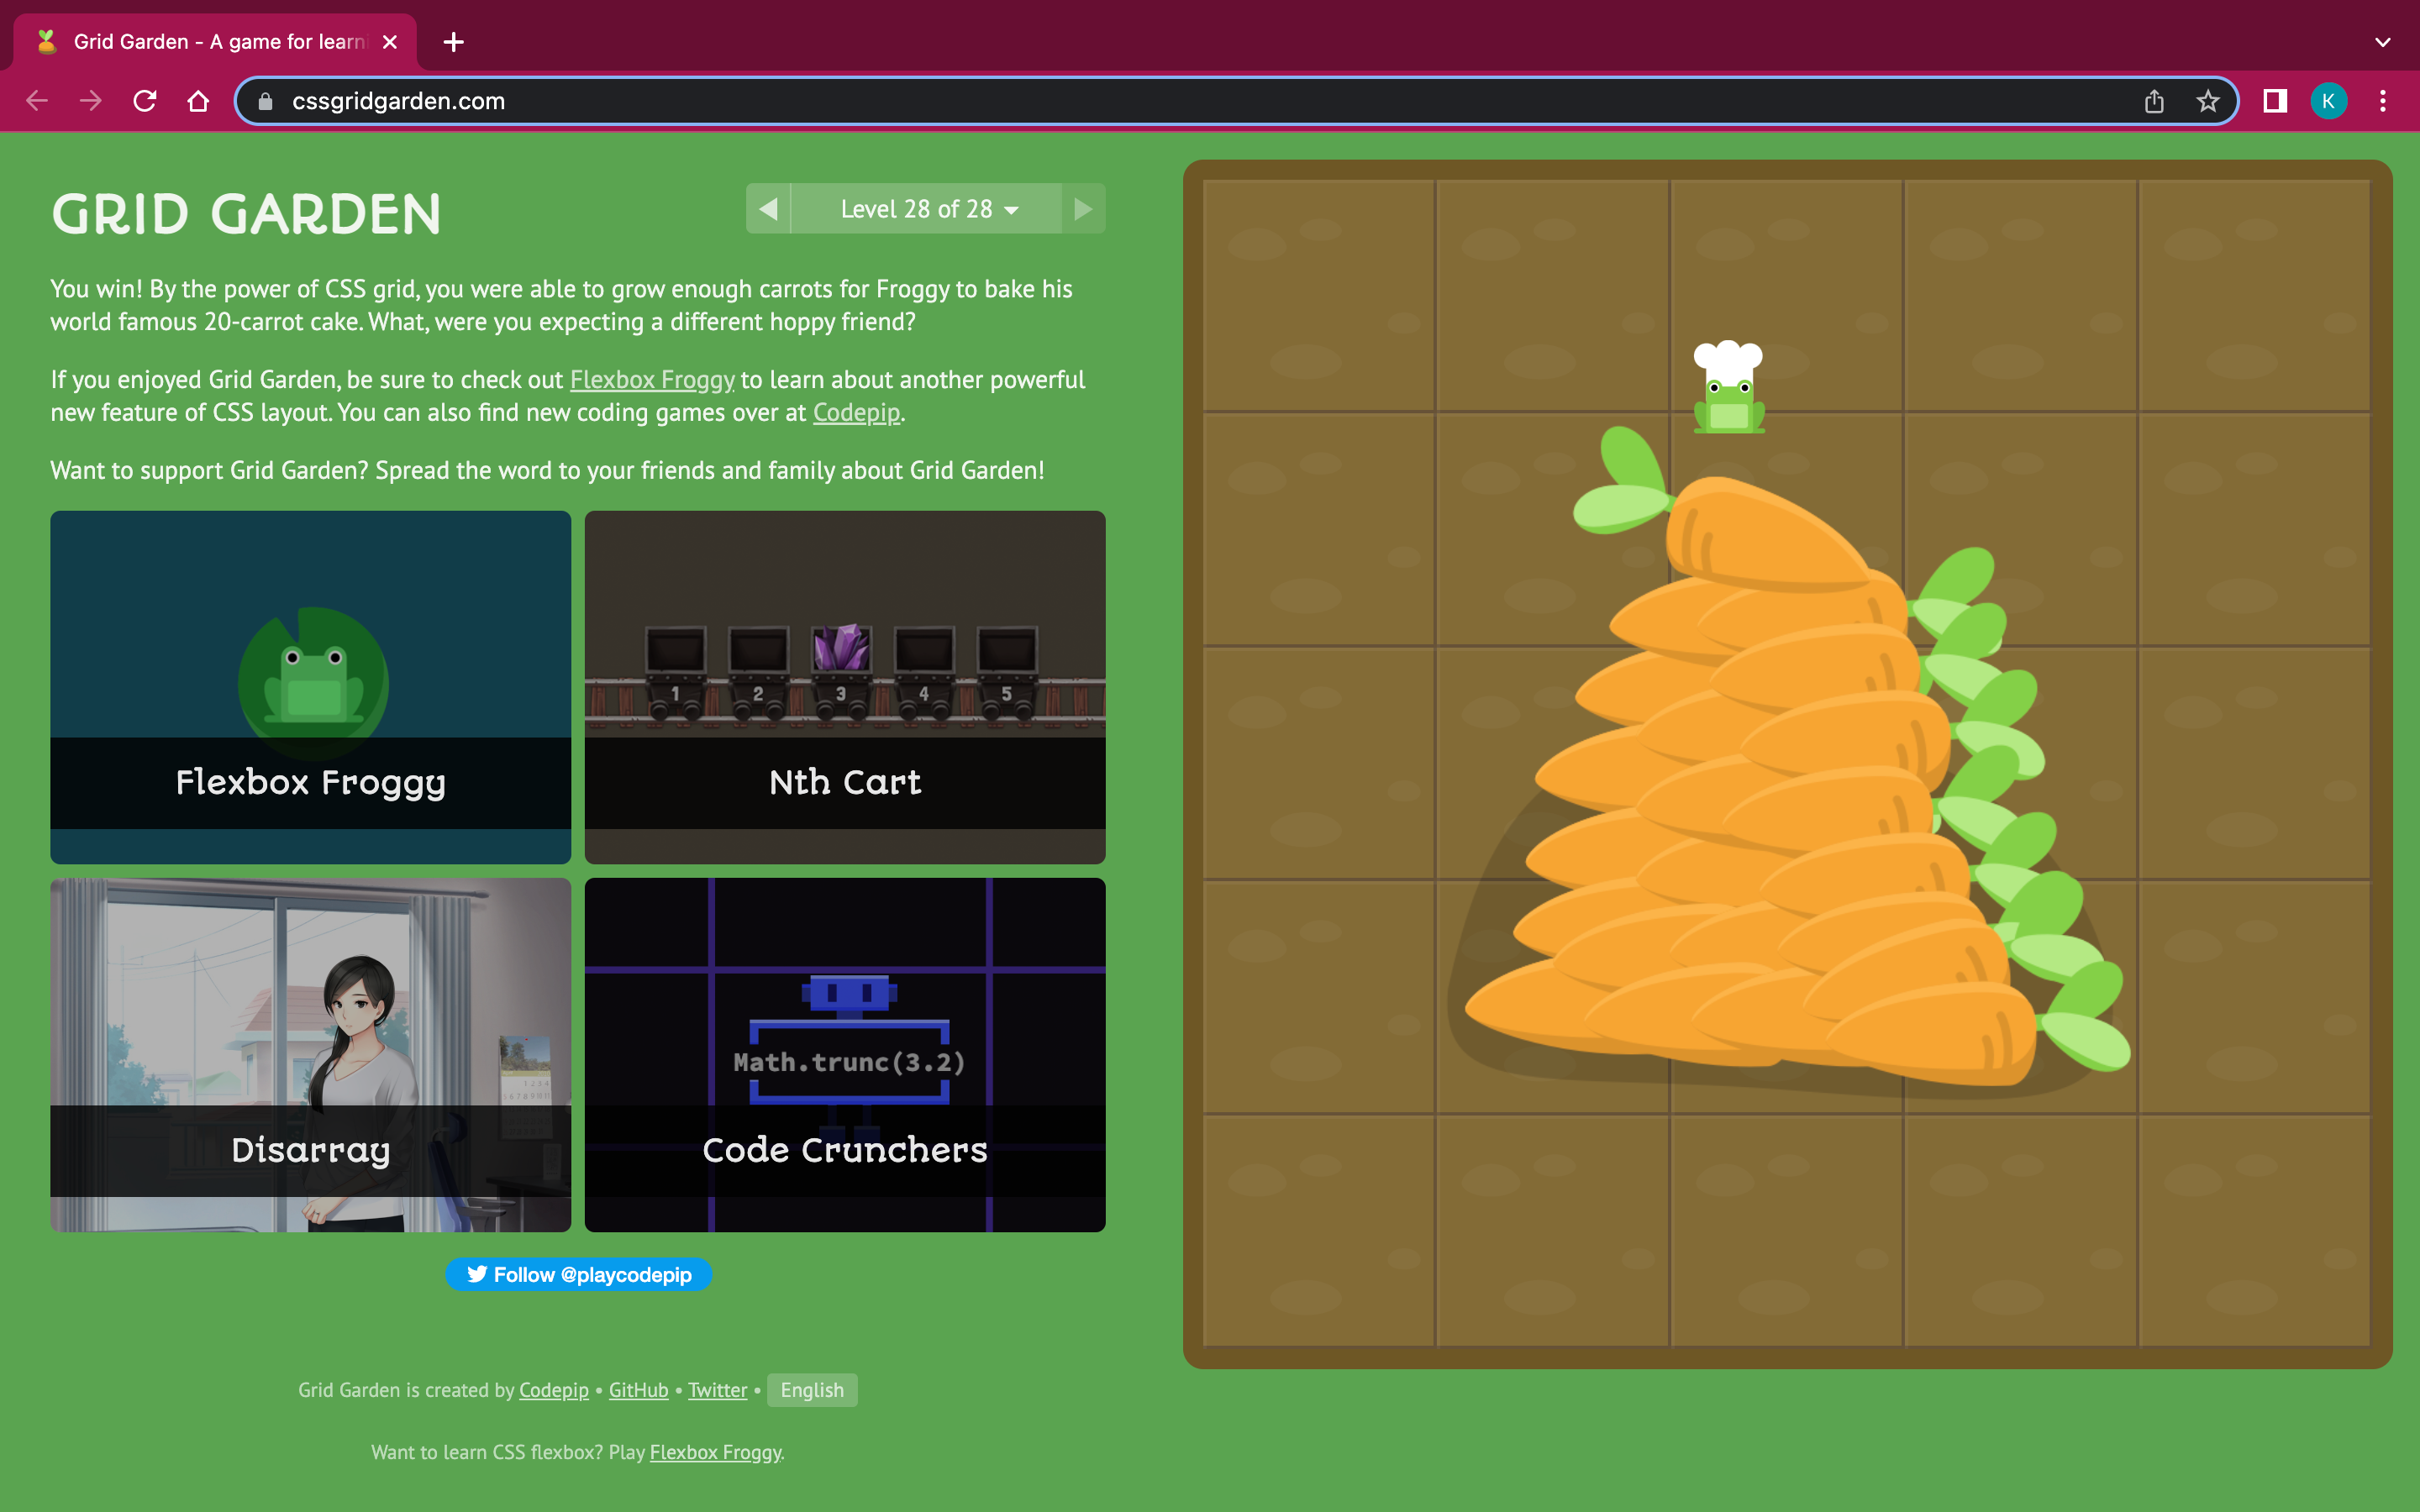 Grid Garden - A game for learni
cssgridgarden.com
K
GRID GARDEN
Level 28 of 28
You win! By the power of CSS grid, you were able to grow enough carrots for Froggy to bake his
world famous 20-carrot cake. What, were you expecting a different hoppy friend?
If you enjoyed Grid Garden, be sure to check out Flexbox Froggy to learn about another powerful
new feature of CSS layout. You can also find new coding games over at Codepip.
Want to support Grid Garden? Spread the word to your friends and family about Grid Garden!
Flexbox Froggy
1 2 3 4 5
Nth Cart
Disarray
Math.trunc(3.2)
Code Crunchers
Follow @playcodepip
Grid Garden is created by Codepip • GitHub • Twitter • English
Want to learn CSS flexbox? Play Flexbox Froggy.